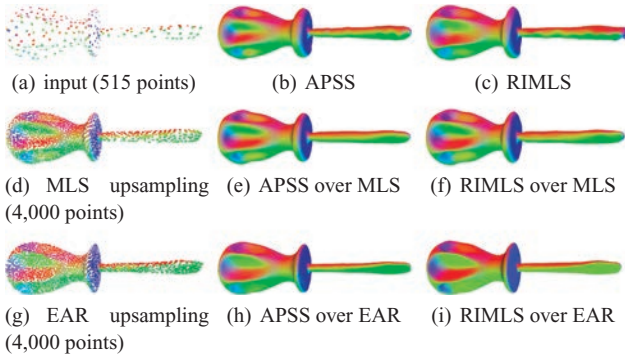 (a) input (515 points)
(b) APSS
(c) RIMLS
(d) MLS upsampling (4,000 points)
(e) APSS over MLS
(f) RIMLS over MLS
(g) EAR upsampling (4,000 points)
(h) APSS over EAR
(i) RIMLS over EAR